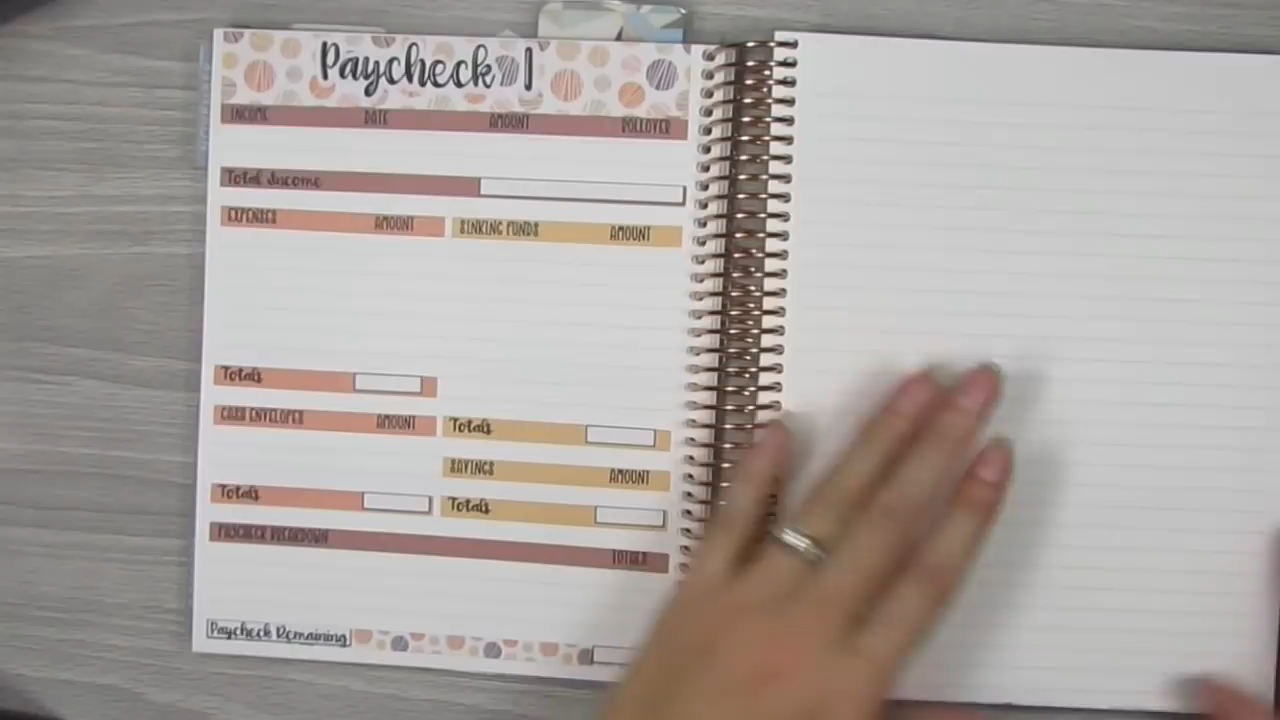 Paycheck 1
INCOME DATE AMOUNT ROLLOVER
Total Income
EXPENSES AMOUNT
SINKING FUNDS AMOUNT
Totals
CASH ENVELOPES AMOUNT
Totals
SAVINGS AMOUNT
Totals
Totals
PAYCHECK BREAKDOWN TOTALS
Paycheck Remaining